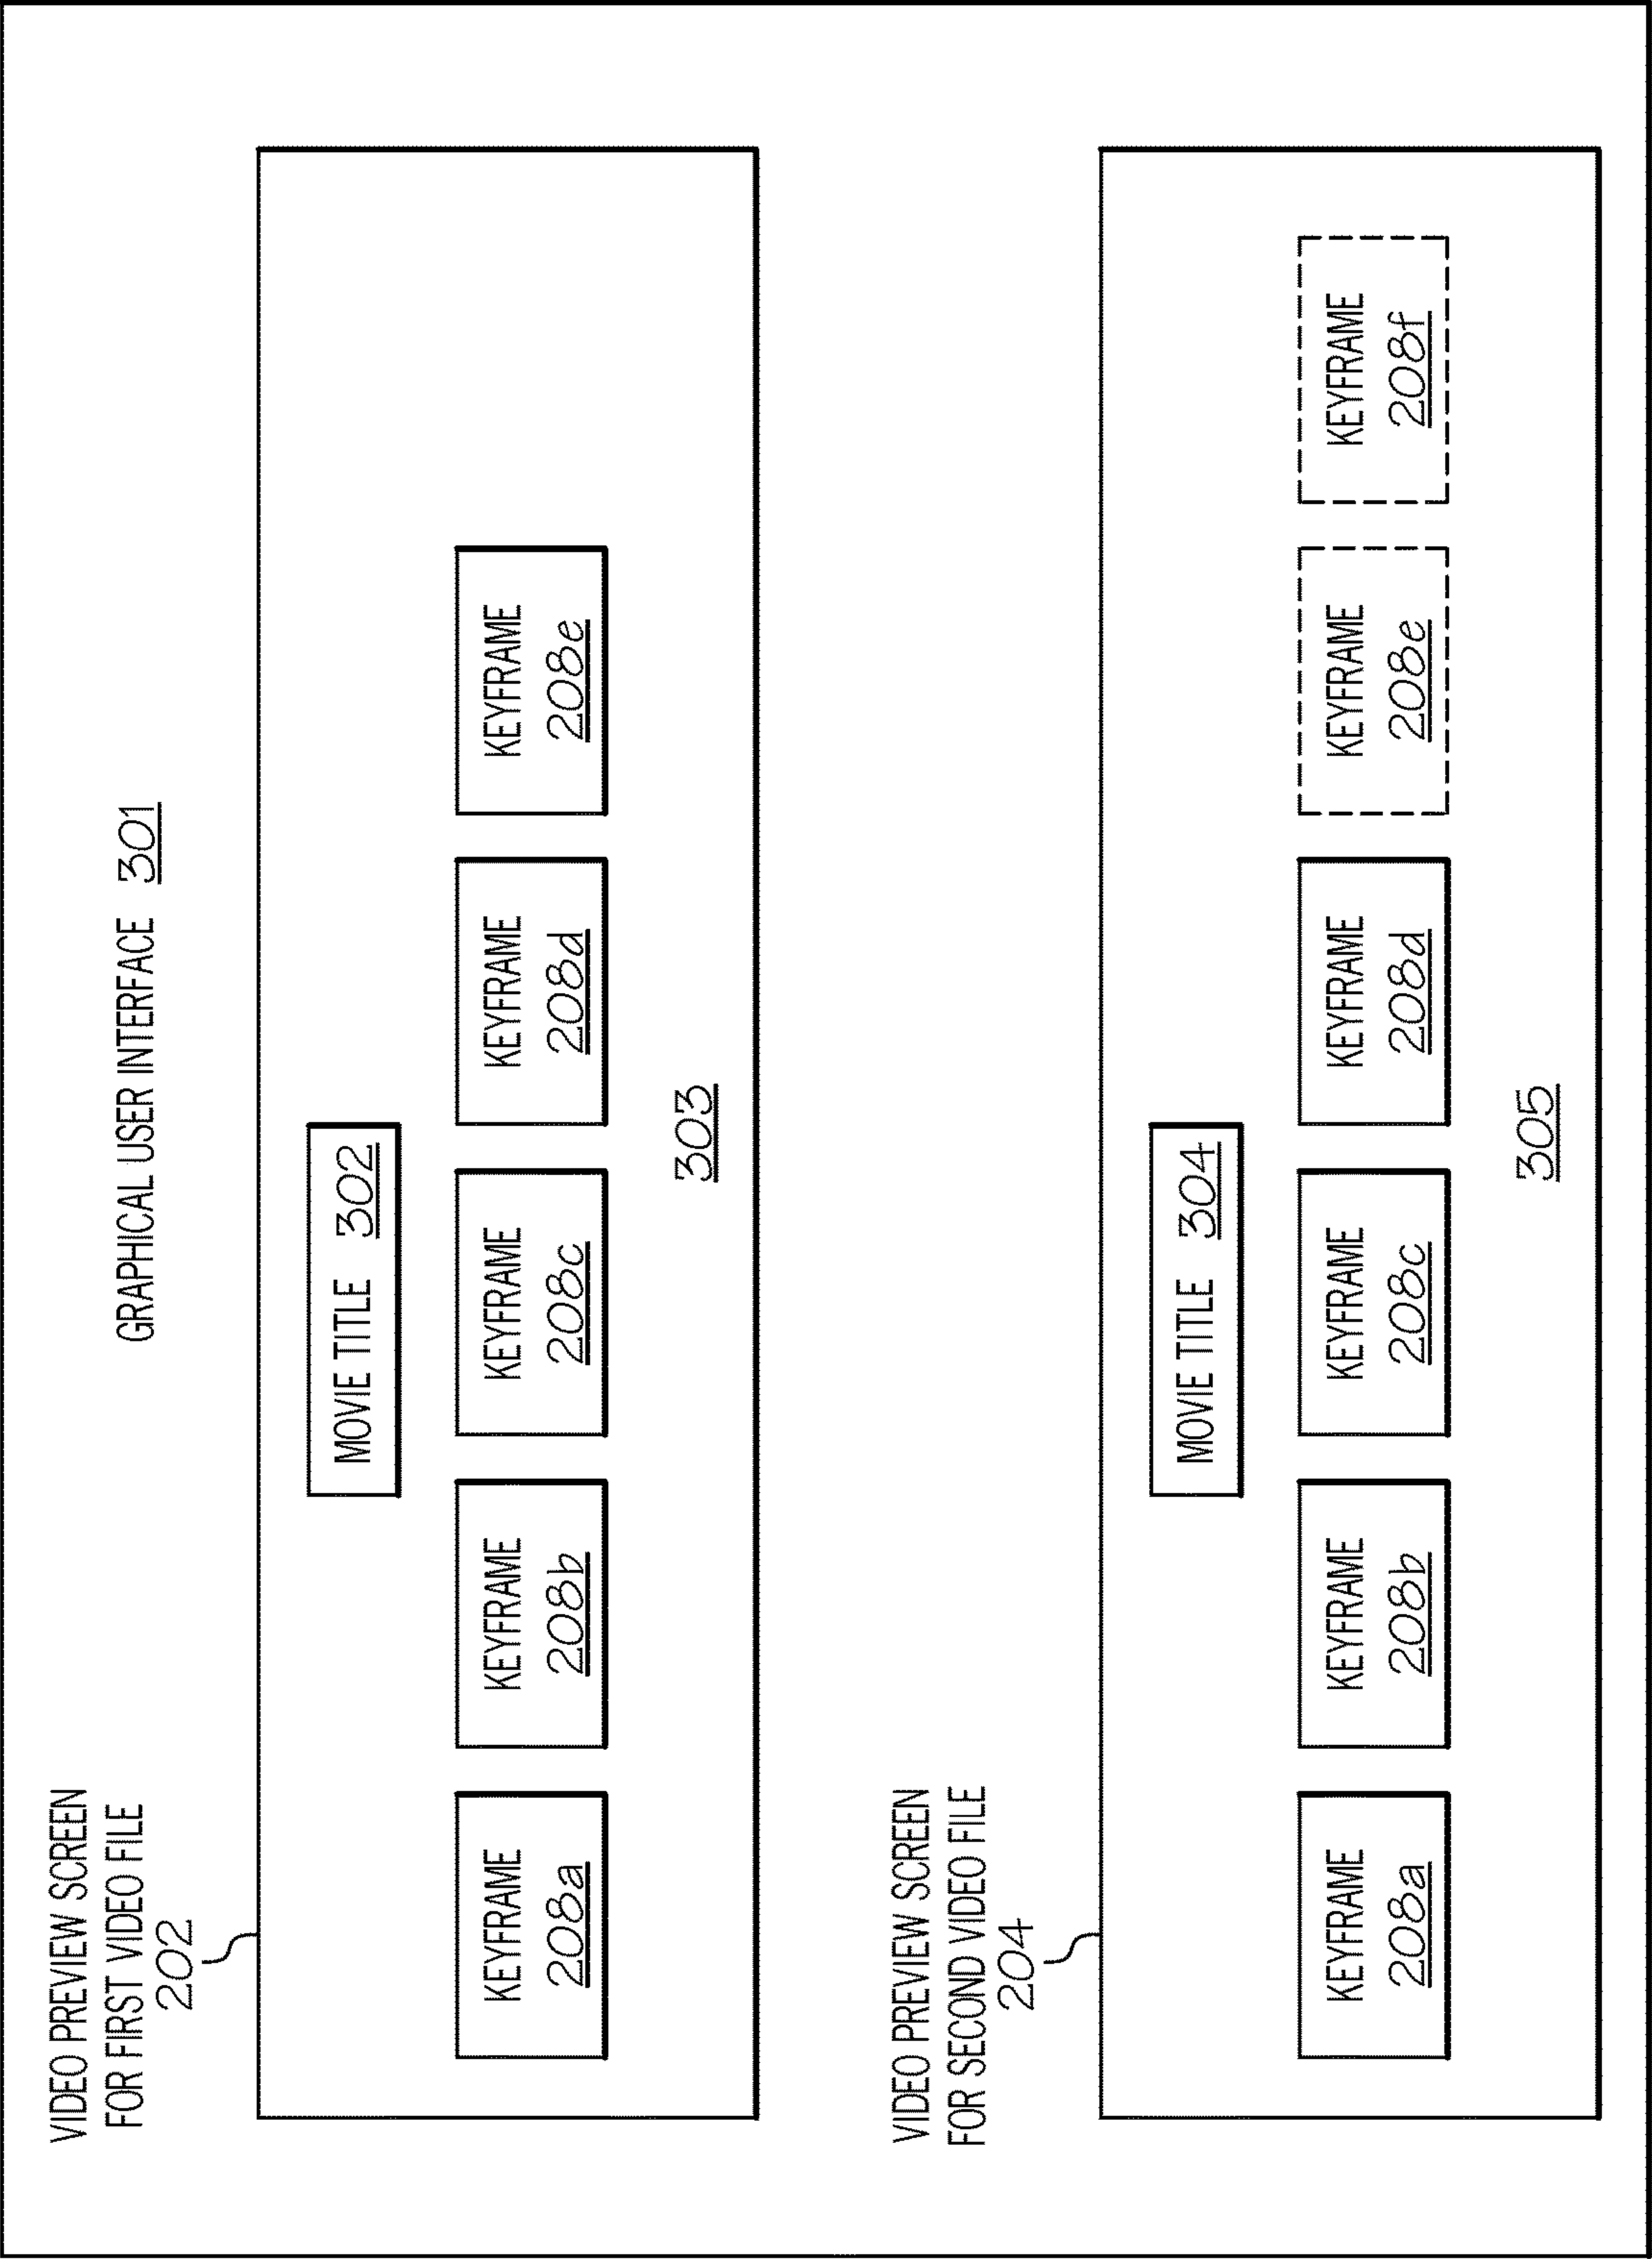 GRAPHICAL USER INTERFACE 301
VIDEO PREVIEW SCREEN
FOR FIRST VIDEO FILE
202
MOVIE TITLE 302
KEYFRAME
208a
KEYFRAME
208b
KEYFRAME
208c
KEYFRAME
208d
KEYFRAME
208e
303
VIDEO PREVIEW SCREEN
FOR SECOND VIDEO FILE
204
MOVIE TITLE 304
KEYFRAME
208a
KEYFRAME
208b
KEYFRAME
208c
KEYFRAME
208d
KEYFRAME
208e
KEYFRAME
208f
305